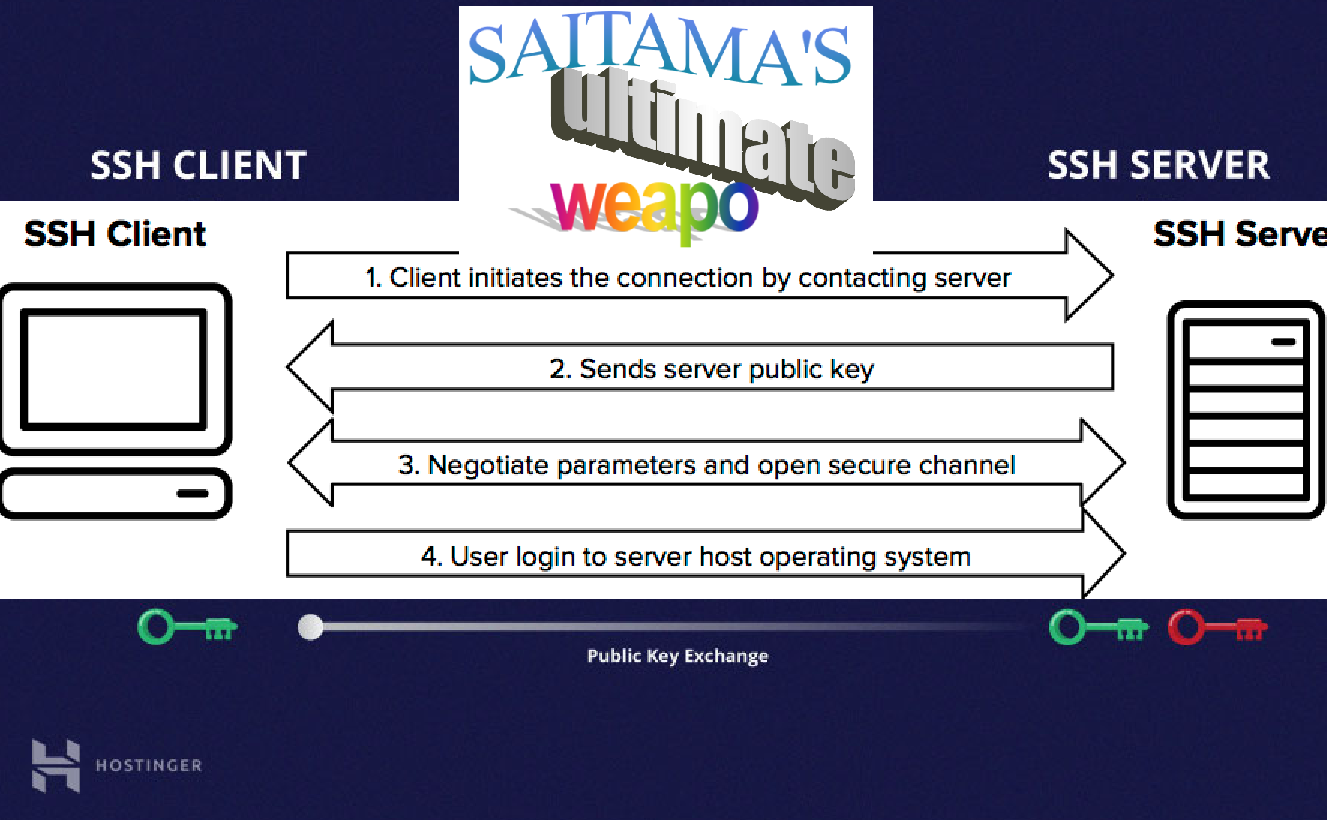 SAITAMA'S
ultimate
weapo
SSH CLIENT
SSH SERVER
SSH Client
SSH Serve
1. Client initiates the connection by contacting server
2. Sends server public key
3. Negotiate parameters and open secure channel
4. User login to server host operating system
Public Key Exchange
HOSTINGER